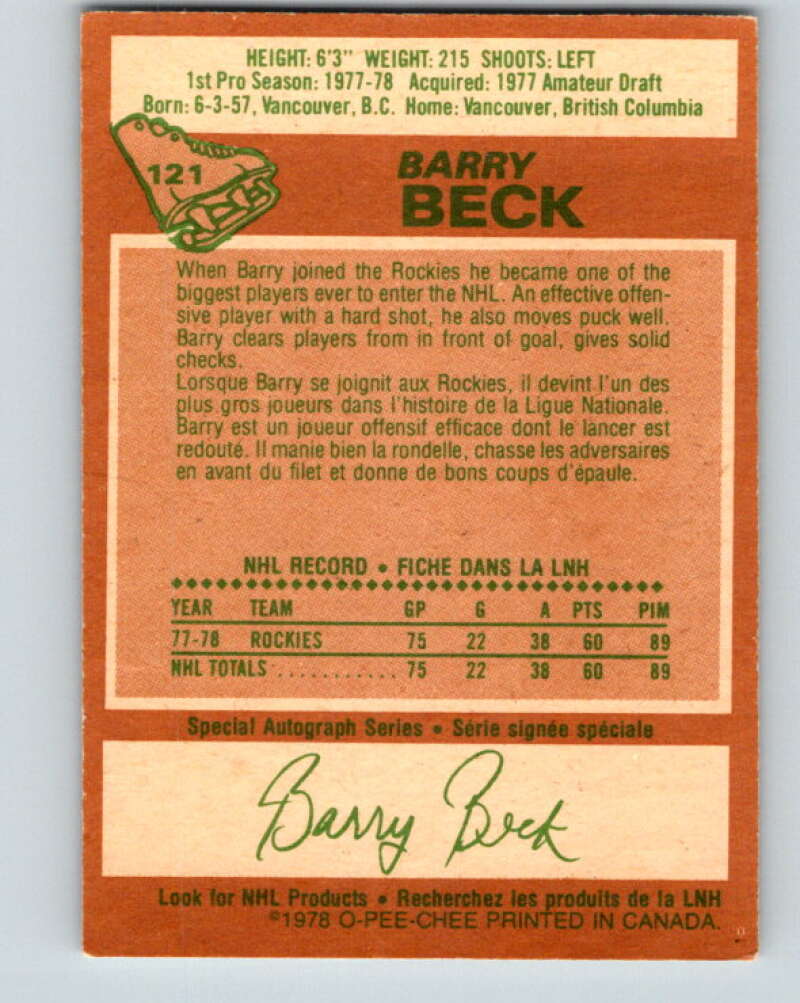 HEIGHT: 6'3" WEIGHT: 215 SHOOTS: LEFT
1st Pro Season: 1977-78 Acquired: 1977 Amateur Draft
Born: 6-3-57, Vancouver, B.C. Home: Vancouver, British Columbia
121
BARRY
BECK
When Barry joined the Rockies he became one of the
biggest players ever to enter the NHL. An effective offen-
sive player with a hard shot, he also moves puck well.
Barry clears players from in front of goal, gives solid
checks.
Lorsque Barry se joignit aux Rockies, il devint l'un des
plus gros joueurs dans l'histoire de la Ligue Nationale.
Barry est un joueur offensif efficace dont le lancer est
redouté. Il manie bien la rondelle, chasse les adversaires
en avant du filet et donne de bons coups d'épaule.
NHL RECORD • FICHE DANS LA LNH
YEAR TEAM GP G A PTS PIM
77-78 ROCKIES 75 22 38 60 89
NHL TOTALS ........... 75 22 38 60 89
Special Autograph Series • Série signée spéciale
Barry Beck
Look for NHL Products • Recherchez les produits de la LNH
©1978 O-PEE-CHEE PRINTED IN CANADA.